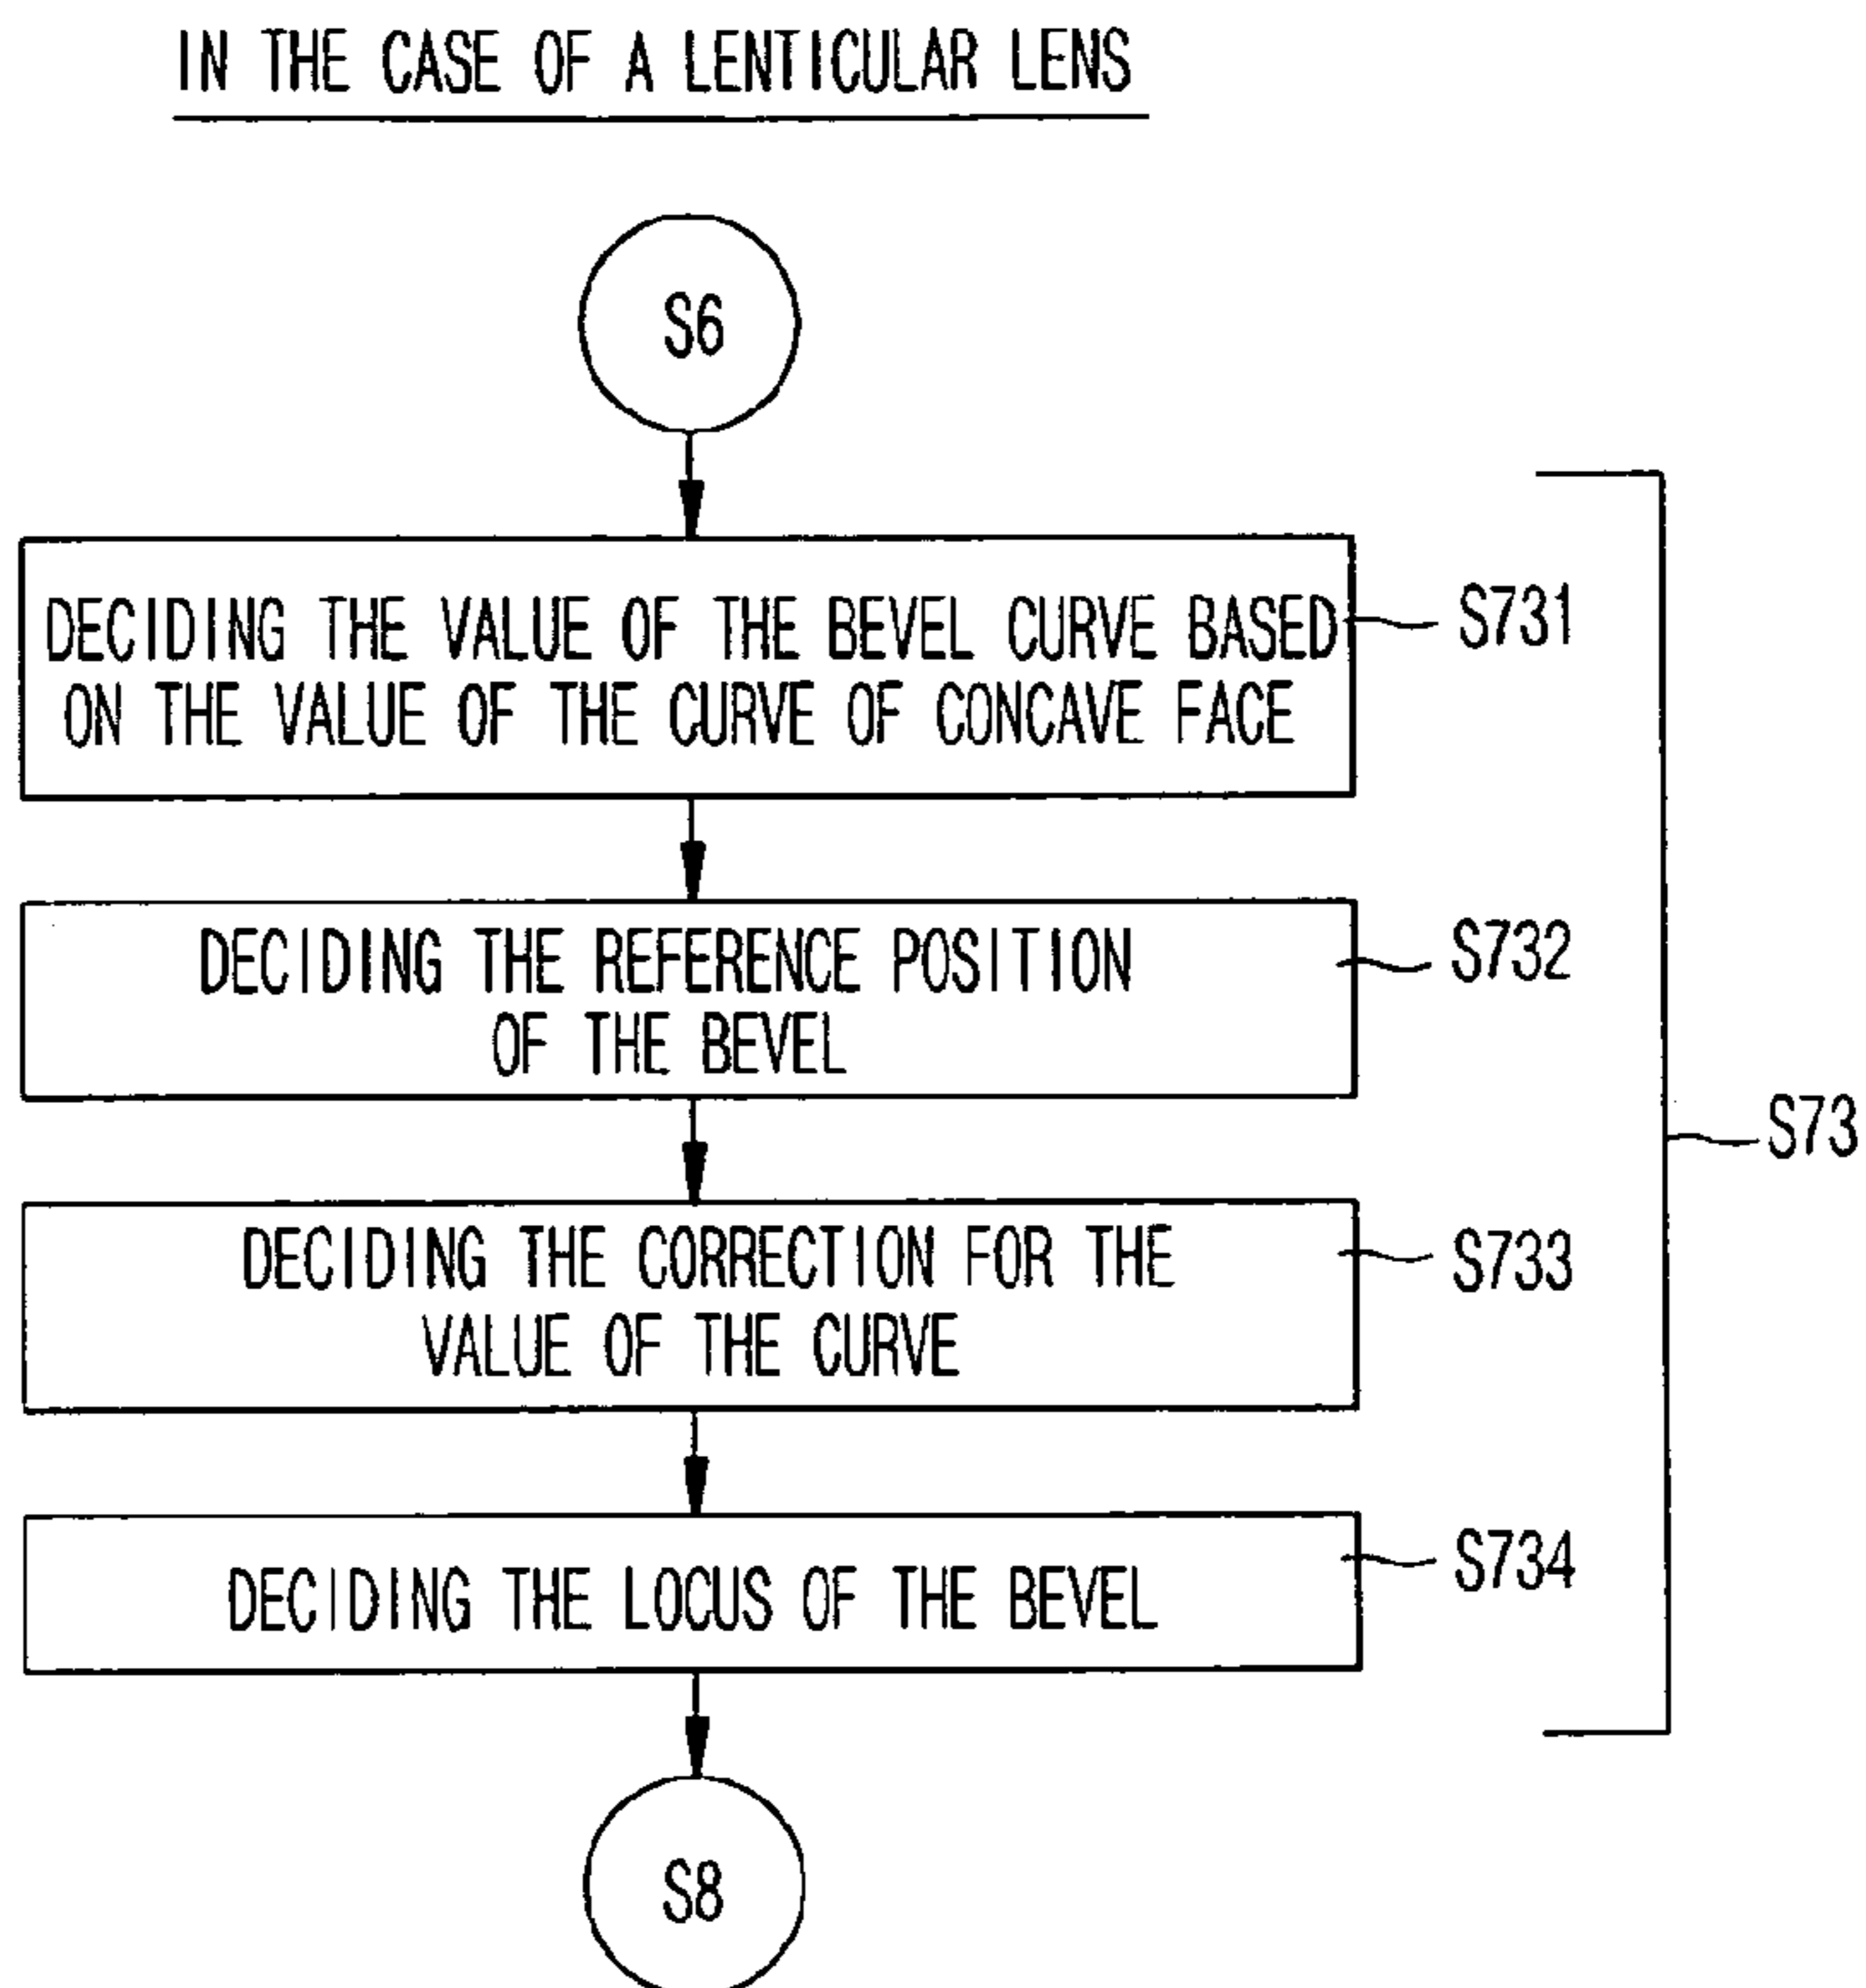 IN THE CASE OF A LENTICULAR LENS
S6
DECIDING THE VALUE OF THE BEVEL CURVE BASED
ON THE VALUE OF THE CURVE OF CONCAVE FACE
S731
DECIDING THE REFERENCE POSITION
OF THE BEVEL
S732
S73
DECIDING THE CORRECTION FOR THE
VALUE OF THE CURVE
S733
DECIDING THE LOCUS OF THE BEVEL
S734
S8